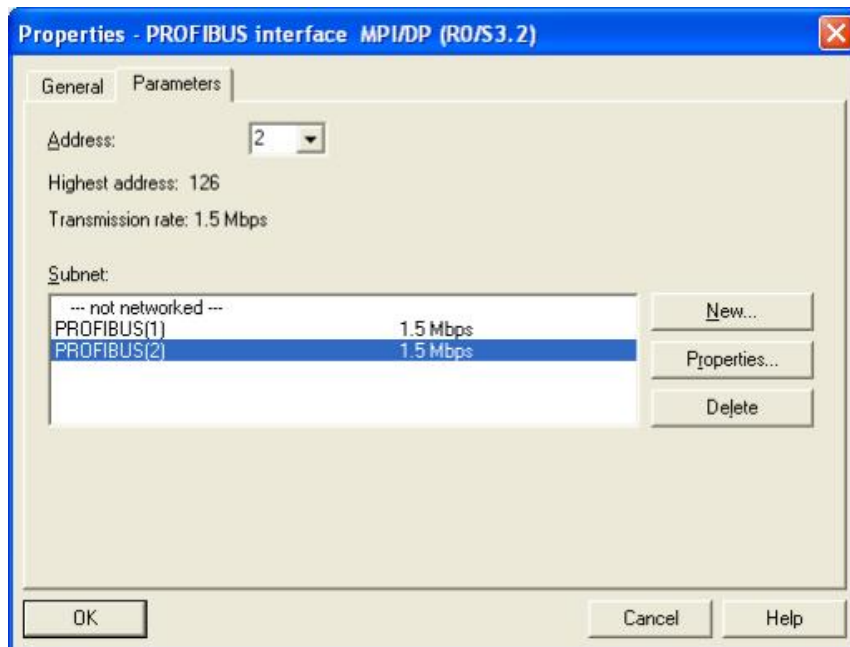 Properties - PROFIBUS interface MPI/DP (R0/S3.2)
General Parameters
Address: 2
Highest address: 126
Transmission rate: 1.5 Mbps
Subnet:
--- not networked ---
PROFIBUS(1) 1.5 Mbps
PROFIBUS(2) 1.5 Mbps
New...
Properties...
Delete
OK Cancel Help